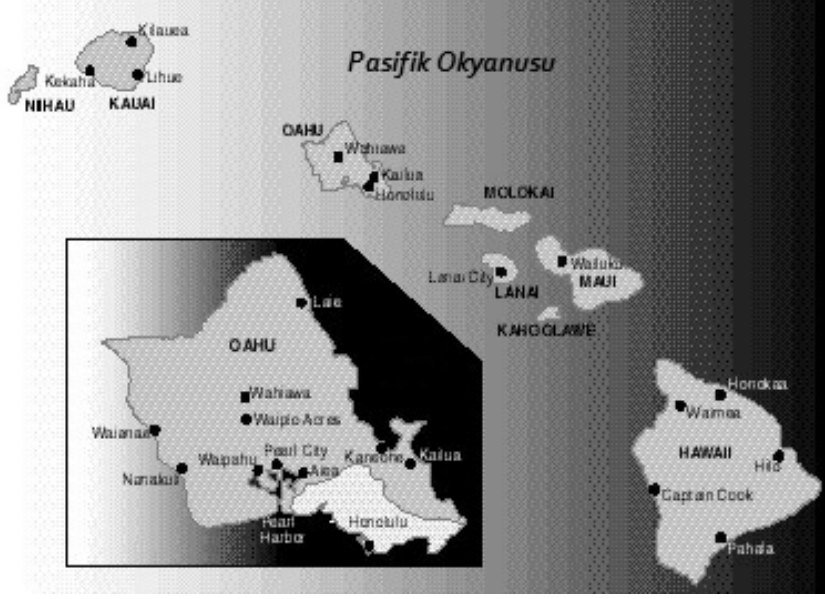 Kilauea
Pasifik Okyanusu
Kekaha
Lihue
NIIHAU
KAUAI
OAHU
Wahiawa
Kailua
Honolulu
MOLOKAI
Wailuku
Lanai City
MAUI
LANAI
KAHOOLAWE
Laie
OAHU
Wahiawa
Waipio Acres
Waianae
Pearl City
Waipahu
Aiea
Kaneohe
Kailua
Nanakuli
Pearl
Harbor
Honolulu
Honokaa
Waimea
HAWAII
Hilo
Captain Cook
Pahala